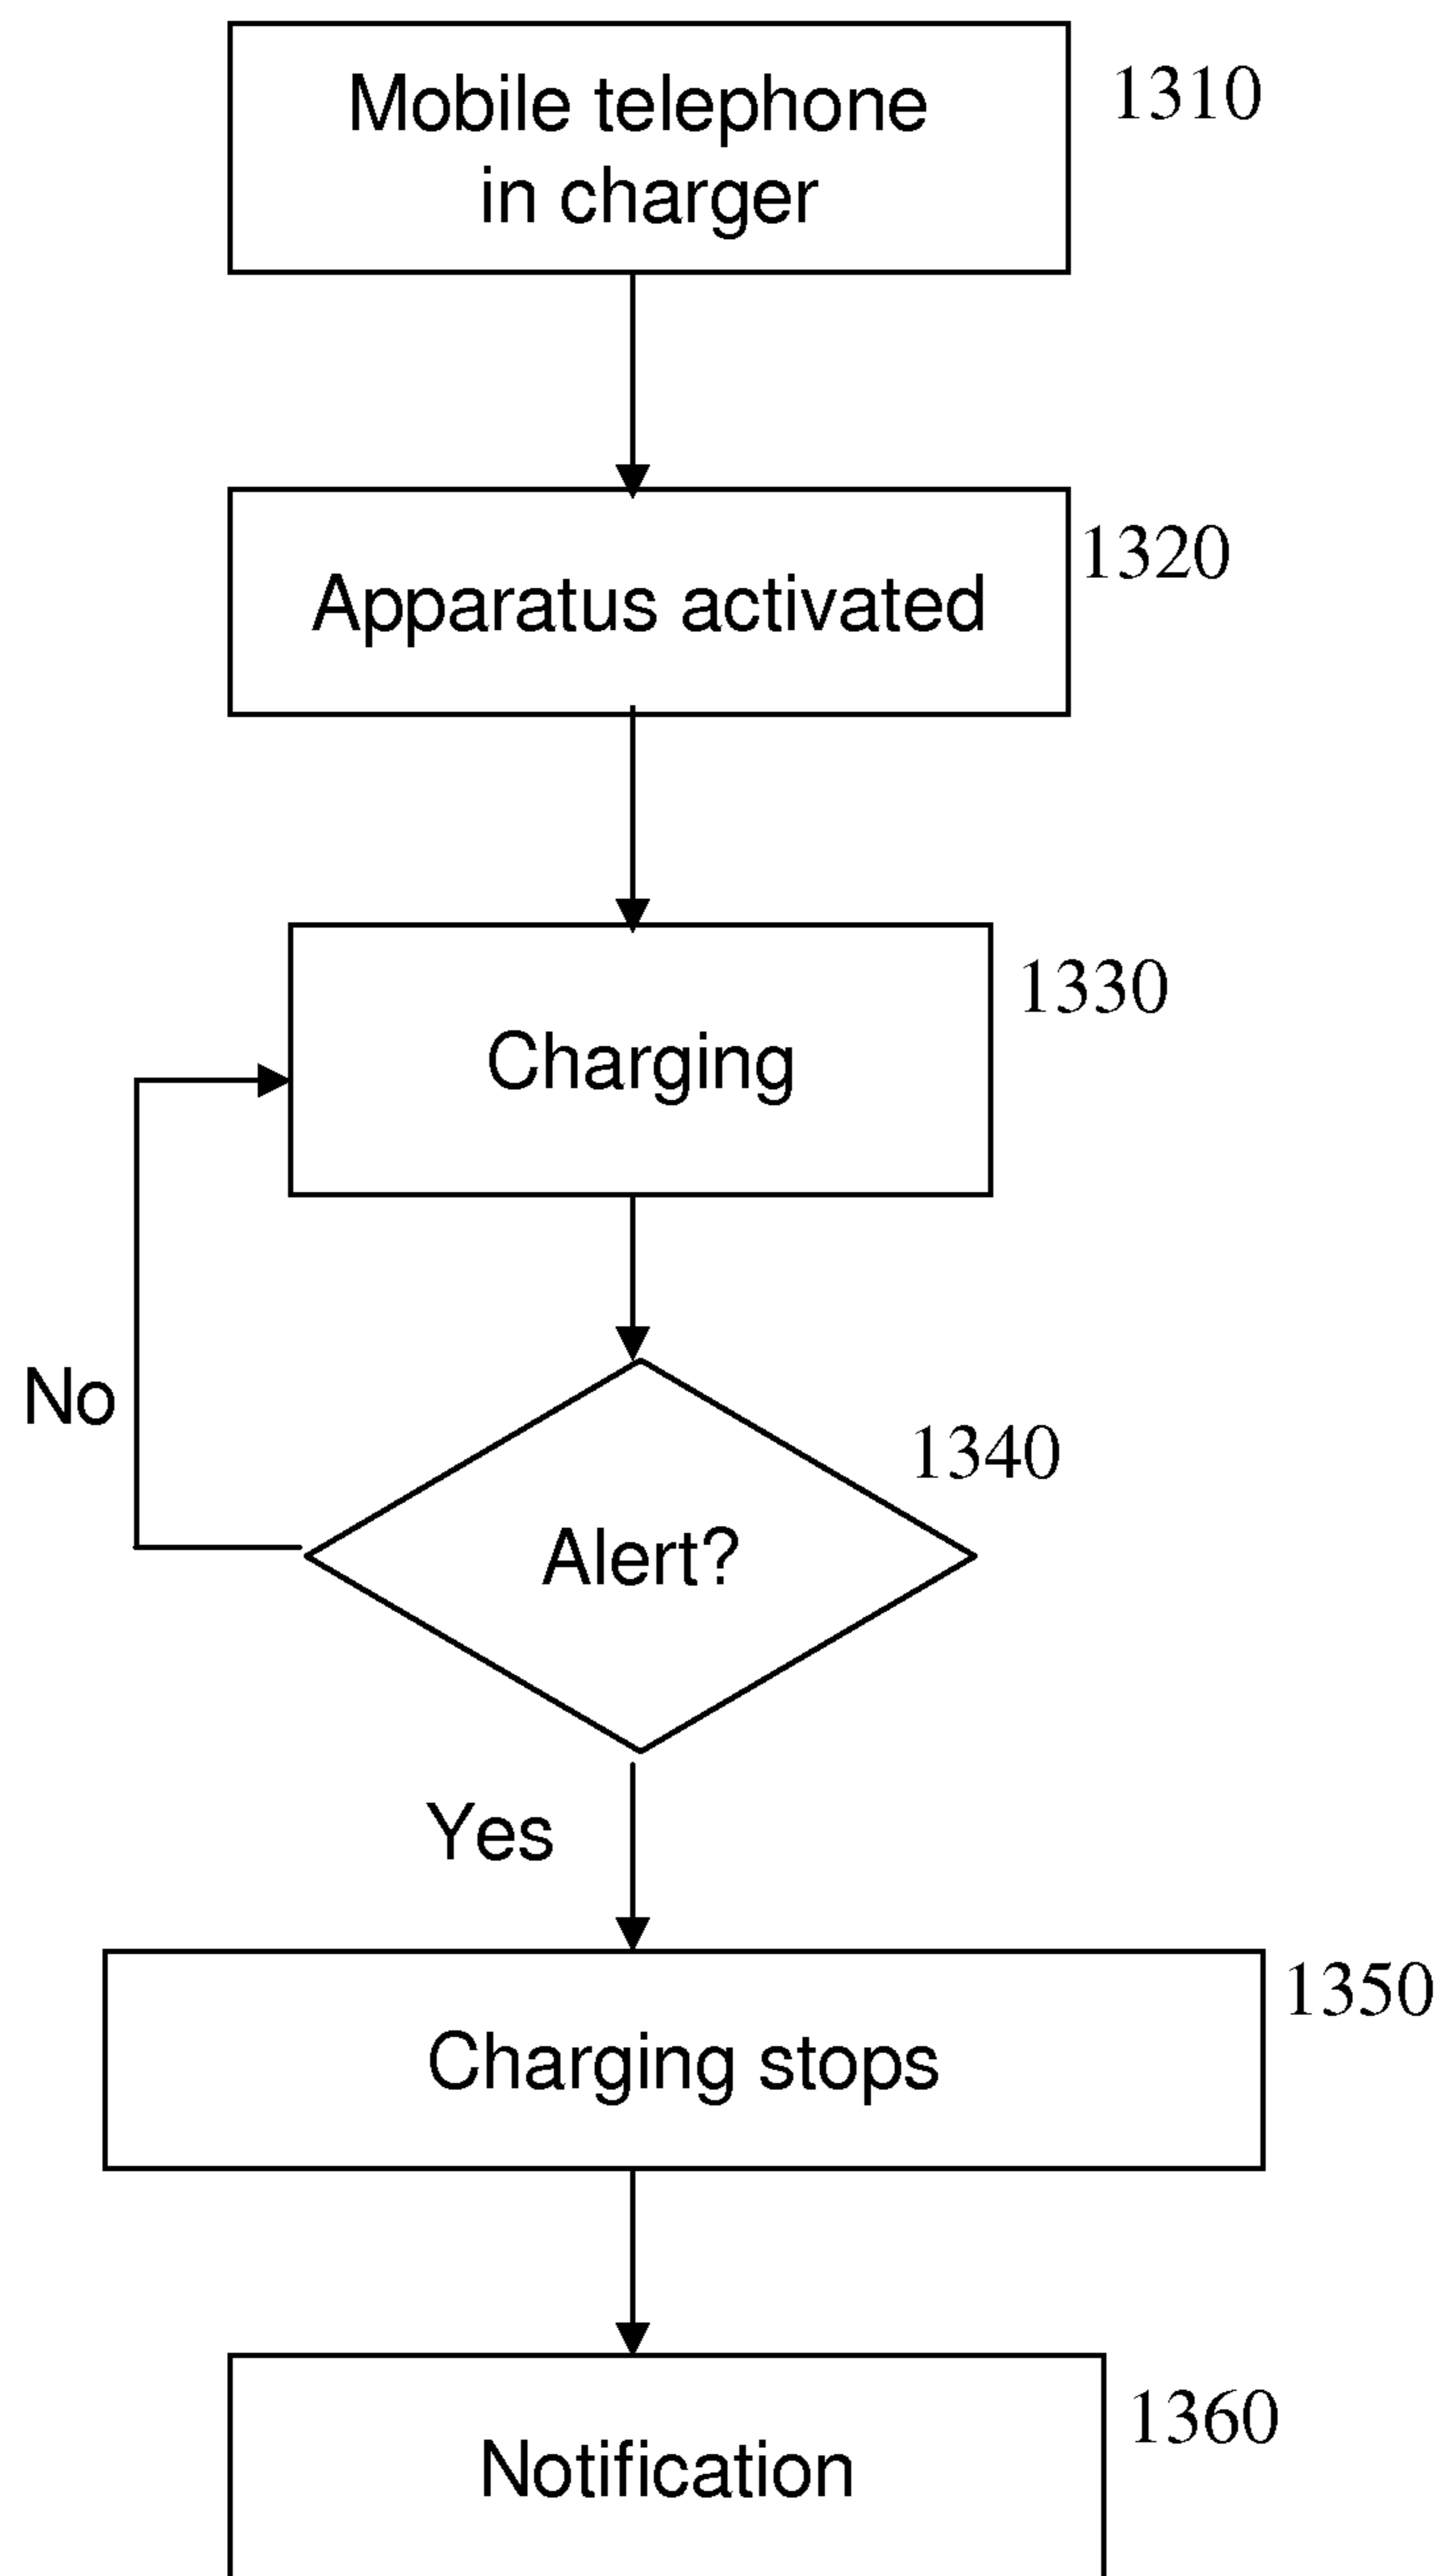 Mobile telephone
in charger
1310
Apparatus activated
1320
Charging
1330
No
1340
Alert?
Yes
Charging stops
1350
Notification
1360